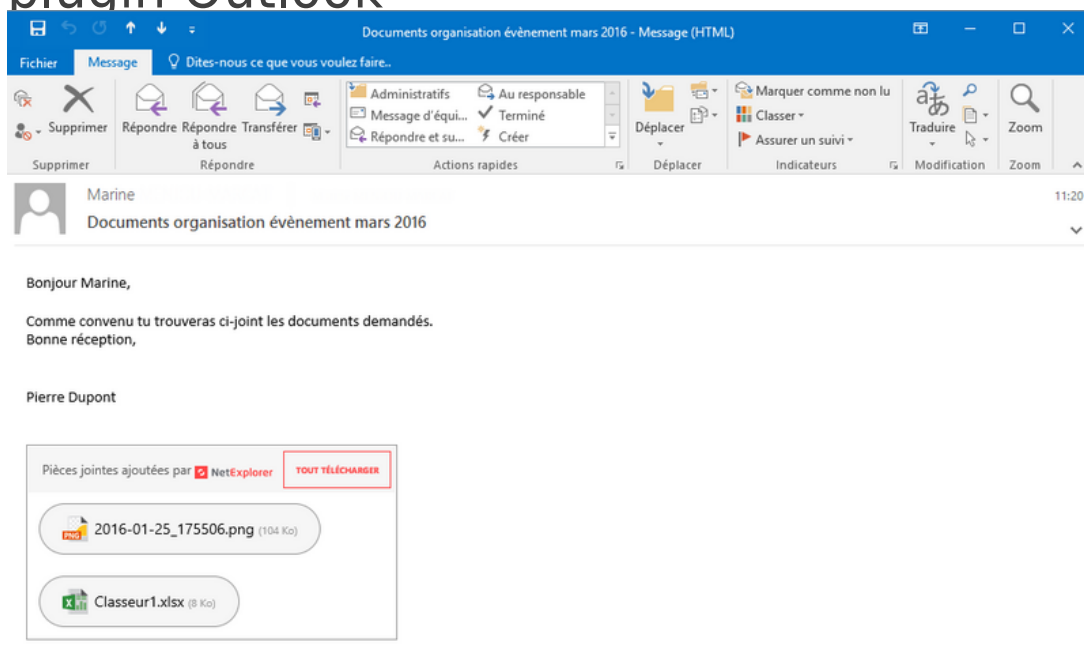 plugin Outlook
Documents organisation évènement mars 2016 - Message (HTML)
Fichier Message Dites-nous ce que vous voulez faire..
Supprimer
Répondre Répondre à tous Transférer
Administratifs Au responsable
Message d'équi... Terminé
Répondre et su... Créer
Déplacer
Marquer comme non lu
Classer
Assurer un suivi
Traduire
Zoom
Supprimer Répondre Actions rapides Déplacer Indicateurs Modification Zoom
Marine 11:20
Documents organisation évènement mars 2016
Bonjour Marine,
Comme convenu tu trouveras ci-joint les documents demandés.
Bonne réception,
Pierre Dupont
Pièces jointes ajoutées par NetExplorer TOUT TÉLÉCHARGER
PNG 2016-01-25_175506.png (104 Ko)
Classeur1.xlsx (8 Ko)